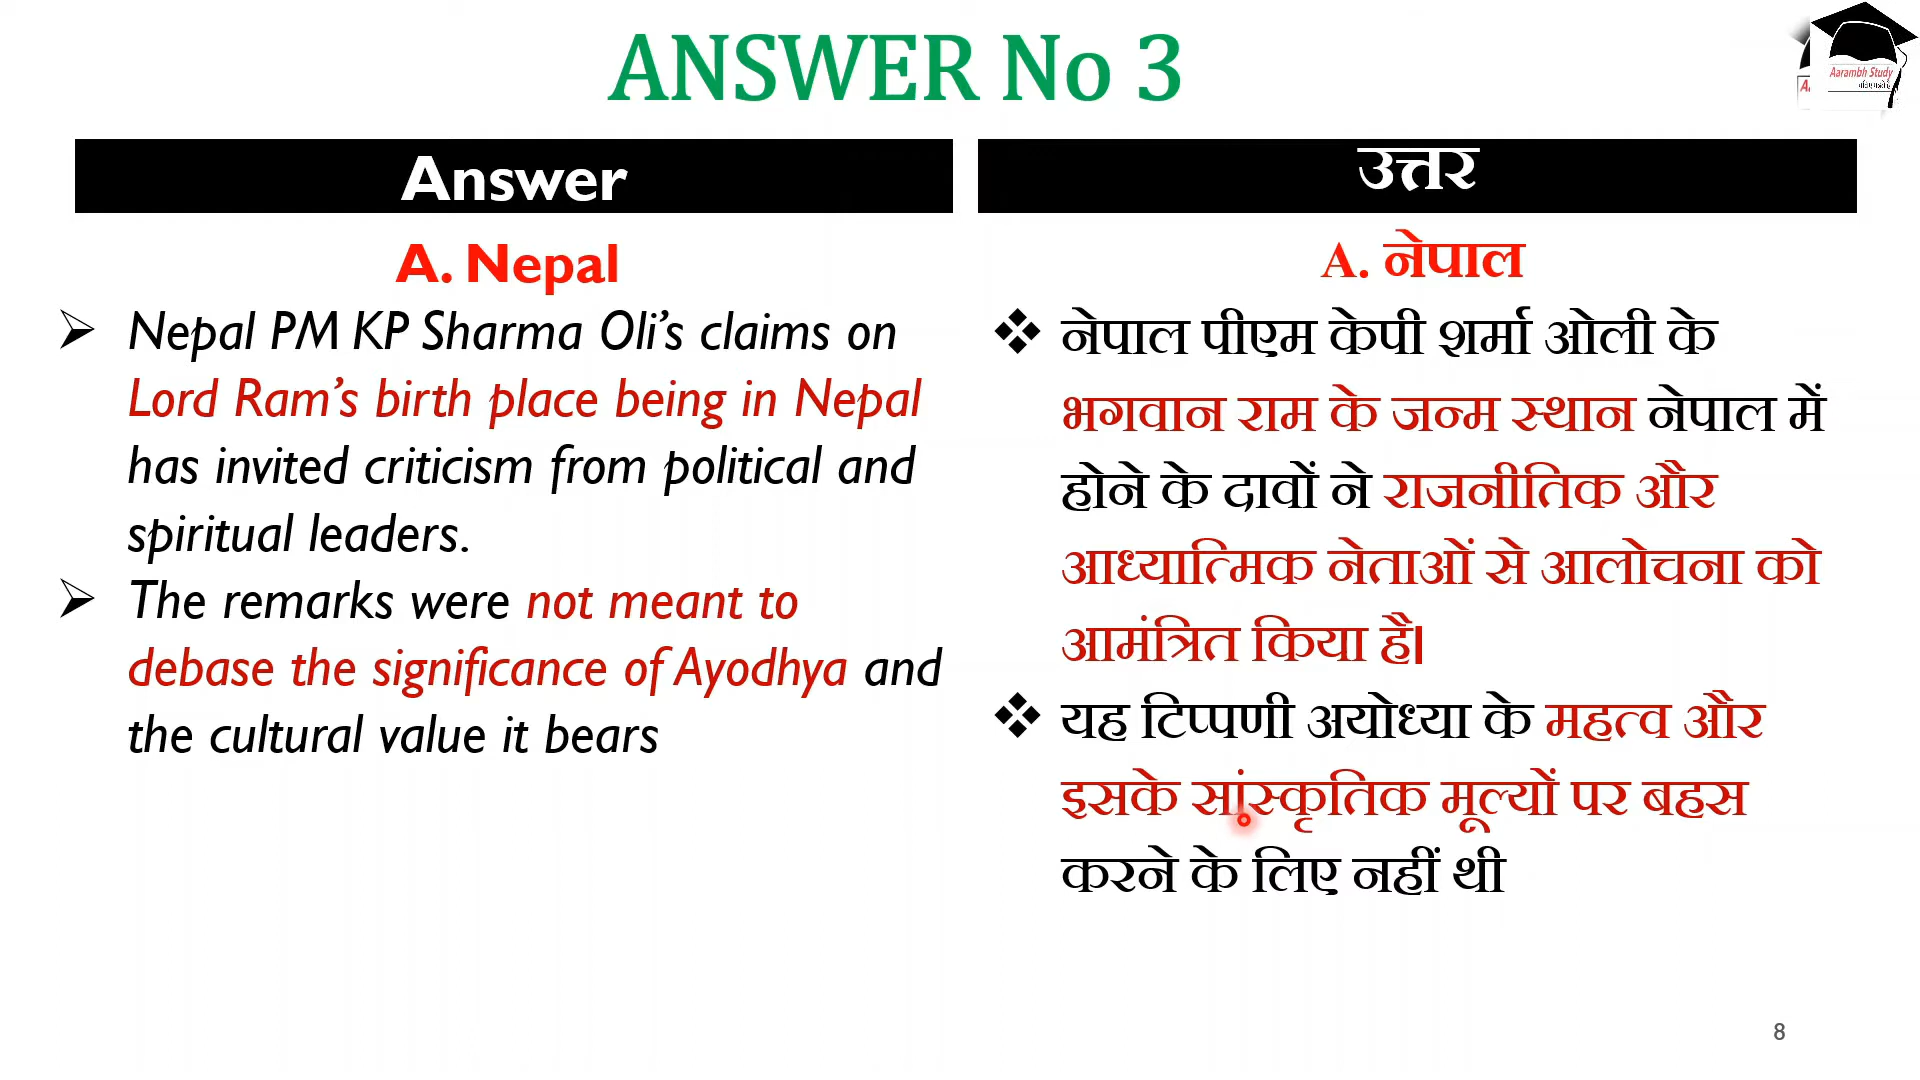 ANSWER No 3
Aarambh Study
Answer
A. Nepal
Nepal PM KP Sharma Oli’s claims on
Lord Ram’s birth place being in Nepal
has invited criticism from political and
spiritual leaders.
The remarks were not meant to
debase the significance of Ayodhya and
the cultural value it bears
उत्तर
A. नेपाल
नेपाल पीएम केपी शर्मा ओली के
भगवान राम के जन्म स्थान नेपाल में
होने के दावों ने राजनीतिक और
आध्यात्मिक नेताओं से आलोचना को
आमंत्रित किया है।
यह टिप्पणी अयोध्या के महत्व और
इसके सांस्कृतिक मूल्यों पर बहस
करने के लिए नहीं थी
8